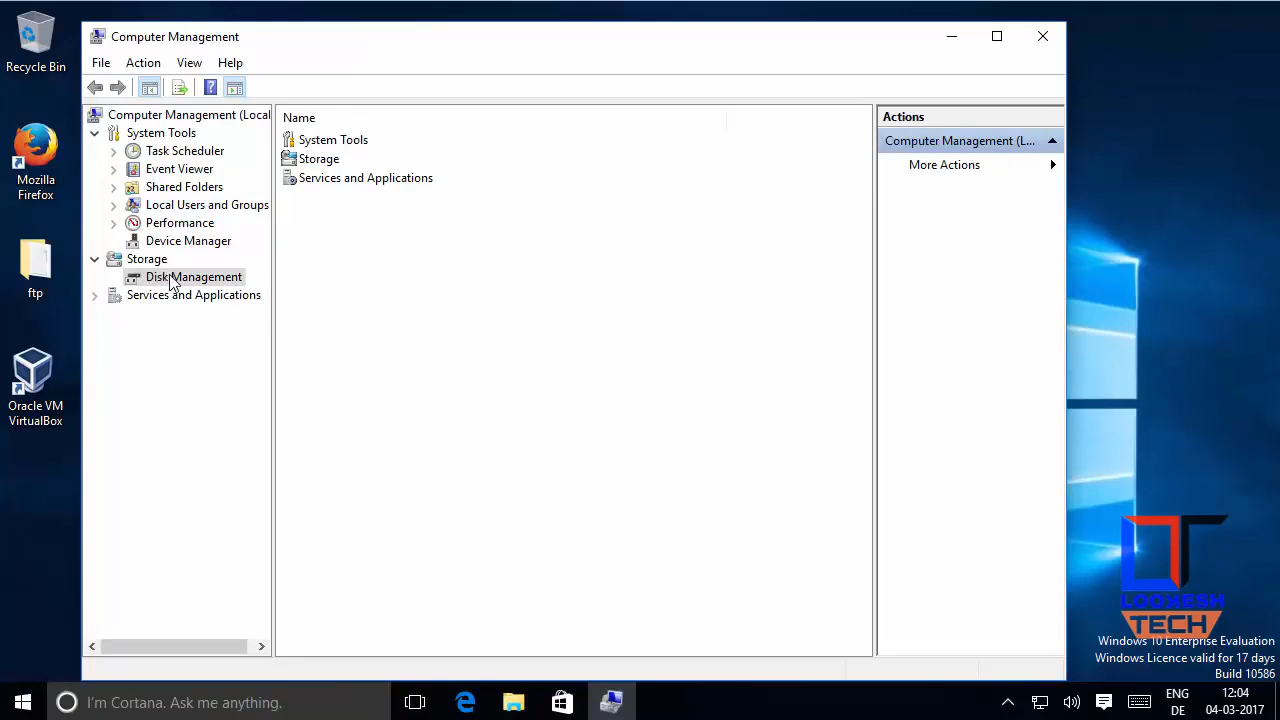 Recycle Bin
Mozilla
Firefox
ftp
Oracle VM
VirtualBox
Computer Management
File Action View Help
Computer Management (Local
System Tools
Task Scheduler
Event Viewer
Shared Folders
Local Users and Groups
Performance
Device Manager
Storage
Disk Management
Services and Applications
Name
System Tools
Storage
Services and Applications
Actions
Computer Management (L...
More Actions
LOOKESH
TECH
Windows 10 Enterprise Evaluation
Windows Licence valid for 17 days
Build 10586
I'm Cortana. Ask me anything.
ENG
DE
12:04
04-03-2017